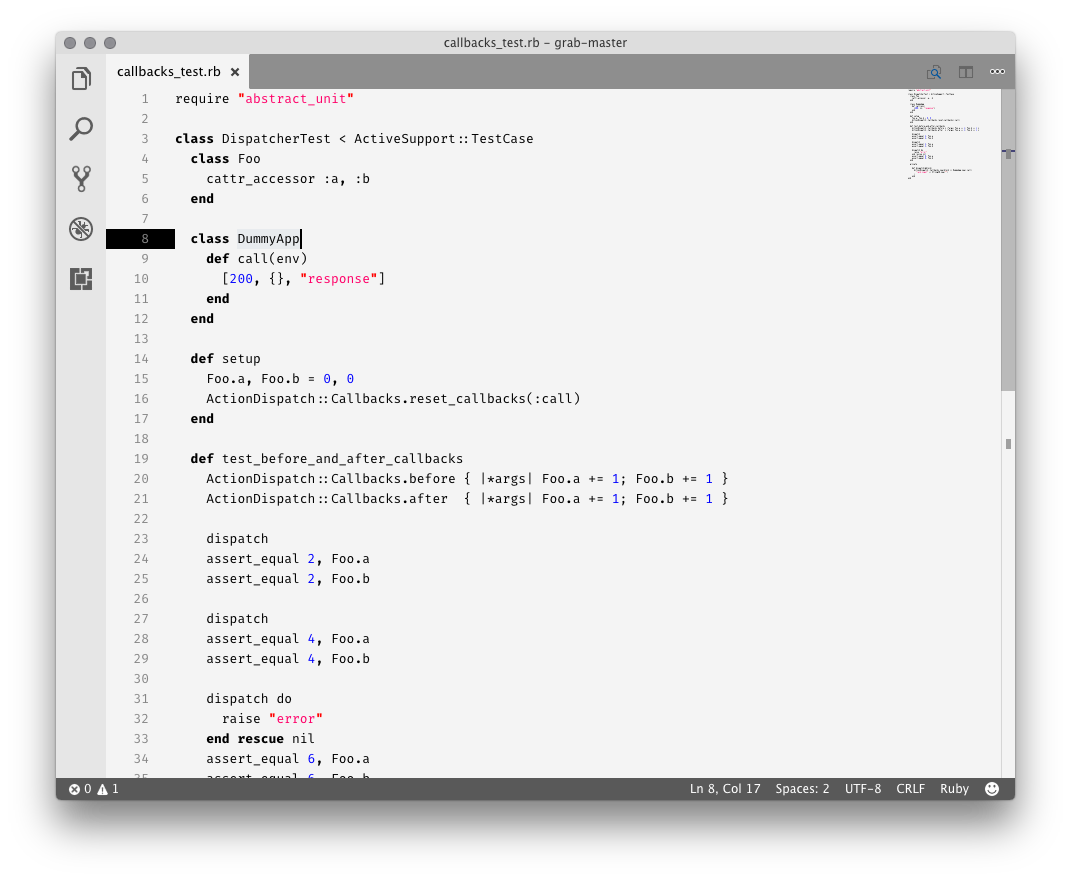 callbacks_test.rb – grab-master
callbacks_test.rb ×
1 require "abstract_unit"
2
3 class DispatcherTest < ActiveSupport::TestCase
4   class Foo
5     cattr_accessor :a, :b
6   end
7
8   class DummyApp
9     def call(env)
10       [200, {}, "response"]
11     end
12   end
13
14   def setup
15     Foo.a, Foo.b = 0, 0
16     ActionDispatch::Callbacks.reset_callbacks(:call)
17   end
18
19   def test_before_and_after_callbacks
20     ActionDispatch::Callbacks.before { |*args| Foo.a += 1; Foo.b += 1 }
21     ActionDispatch::Callbacks.after  { |*args| Foo.a += 1; Foo.b += 1 }
22
23     dispatch
24     assert_equal 2, Foo.a
25     assert_equal 2, Foo.b
26
27     dispatch
28     assert_equal 4, Foo.a
29     assert_equal 4, Foo.b
30
31     dispatch do
32       raise "error"
33     end rescue nil
34     assert_equal 6, Foo.a
35     assert_equal 6, Foo.b
0 1 Ln 8, Col 17 Spaces: 2 UTF-8 CRLF Ruby